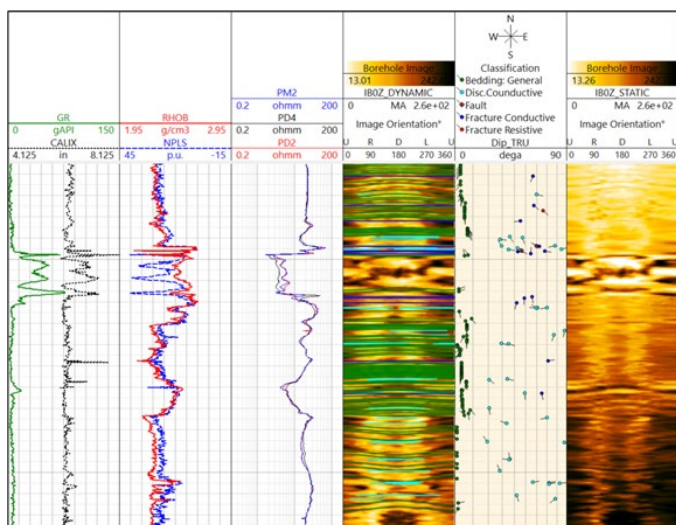 N
W E
S
Classification
Bedding: General
Disc.Couductive
Fault
Fracture Conductive
Fracture Resistive
Dip_TRU
0 dega 90
PM2
0.2 ohmm 200
PD4
0.2 ohmm 200
PD2
0.2 ohmm 200
GR
0 gAPI 150
CALIX
4.125 in 8.125
RHOB
1.95 g/cm3 2.95
NPLS
45 p.u. -15
Borehole Image
13.01 242
IB0Z_DYNAMIC
0 MA 2.6e+02
Image Orientation°
U R D L U
0 90 180 270 360
Borehole Image
13.26 242
IB0Z_STATIC
0 MA 2.6e+02
Image Orientation°
U R D L U
0 90 180 270 360